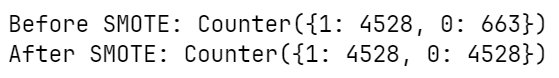 Before SMOTE: Counter({1: 4528, 0: 663})
After SMOTE: Counter({1: 4528, 0: 4528})